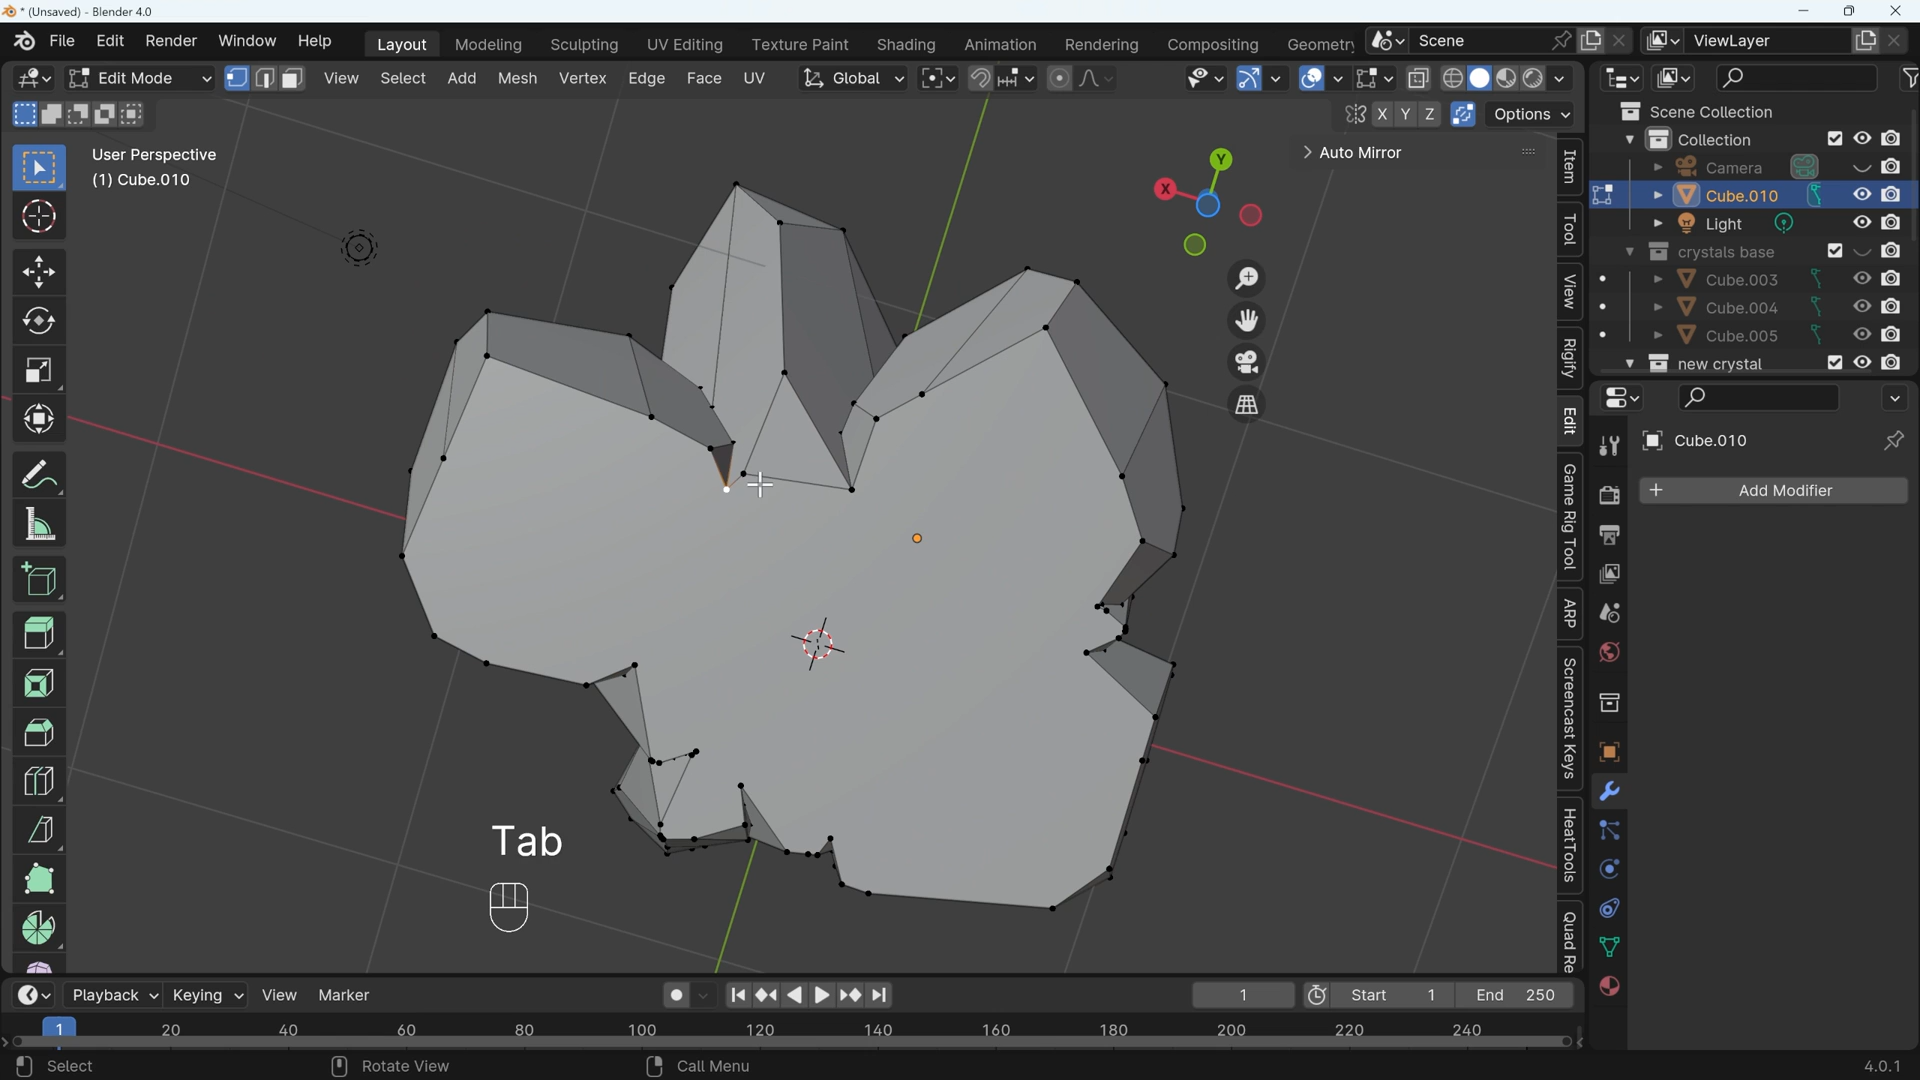 * (Unsaved) - Blender 4.0
File Edit Render Window Help
Layout Modeling Sculpting UV Editing Texture Paint Shading Animation Rendering Compositing Geometry
Scene
ViewLayer
Edit Mode
View Select Add Mesh Vertex Edge Face UV
Global
X Y Z
Options
User Perspective
(1) Cube.010
Auto Mirror
Y
X
Item
Tool
View
Rigify
Edit
Game Rig Tool
ARP
Screencast Keys
HeatTools
Quad Re
Scene Collection
Collection
Camera
Cube.010
Light
crystals base
Cube.003
Cube.004
Cube.005
new crystal
Cube.010
Add Modifier
Tab
Playback Keying View Marker
1
Start 1
End 250
1 20 40 60 80 100 120 140 160 180 200 220 240
Select
Rotate View
Call Menu
4.0.1